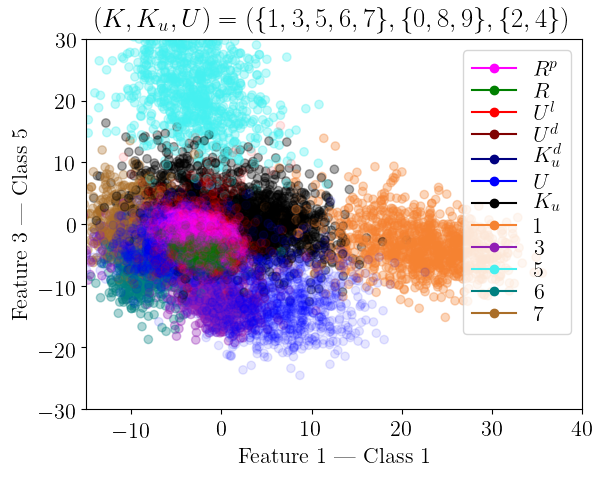 (K, K_u, U) = ({1, 3, 5, 6, 7}, {0, 8, 9}, {2, 4})
30
20
10
0
−10
−20
−30
Feature 3 — Class 5
−10
0
10
20
30
40
Feature 1 — Class 1
R^p
R
U^l
U^d
K_u^d
U
K_u
1
3
5
6
7